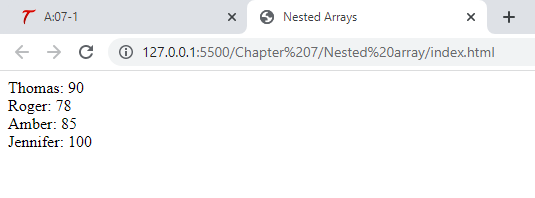 A:07-1
Nested Arrays
127.0.0.1:5500/Chapter%207/Nested%20array/index.html
Thomas: 90
Roger: 78
Amber: 85
Jennifer: 100